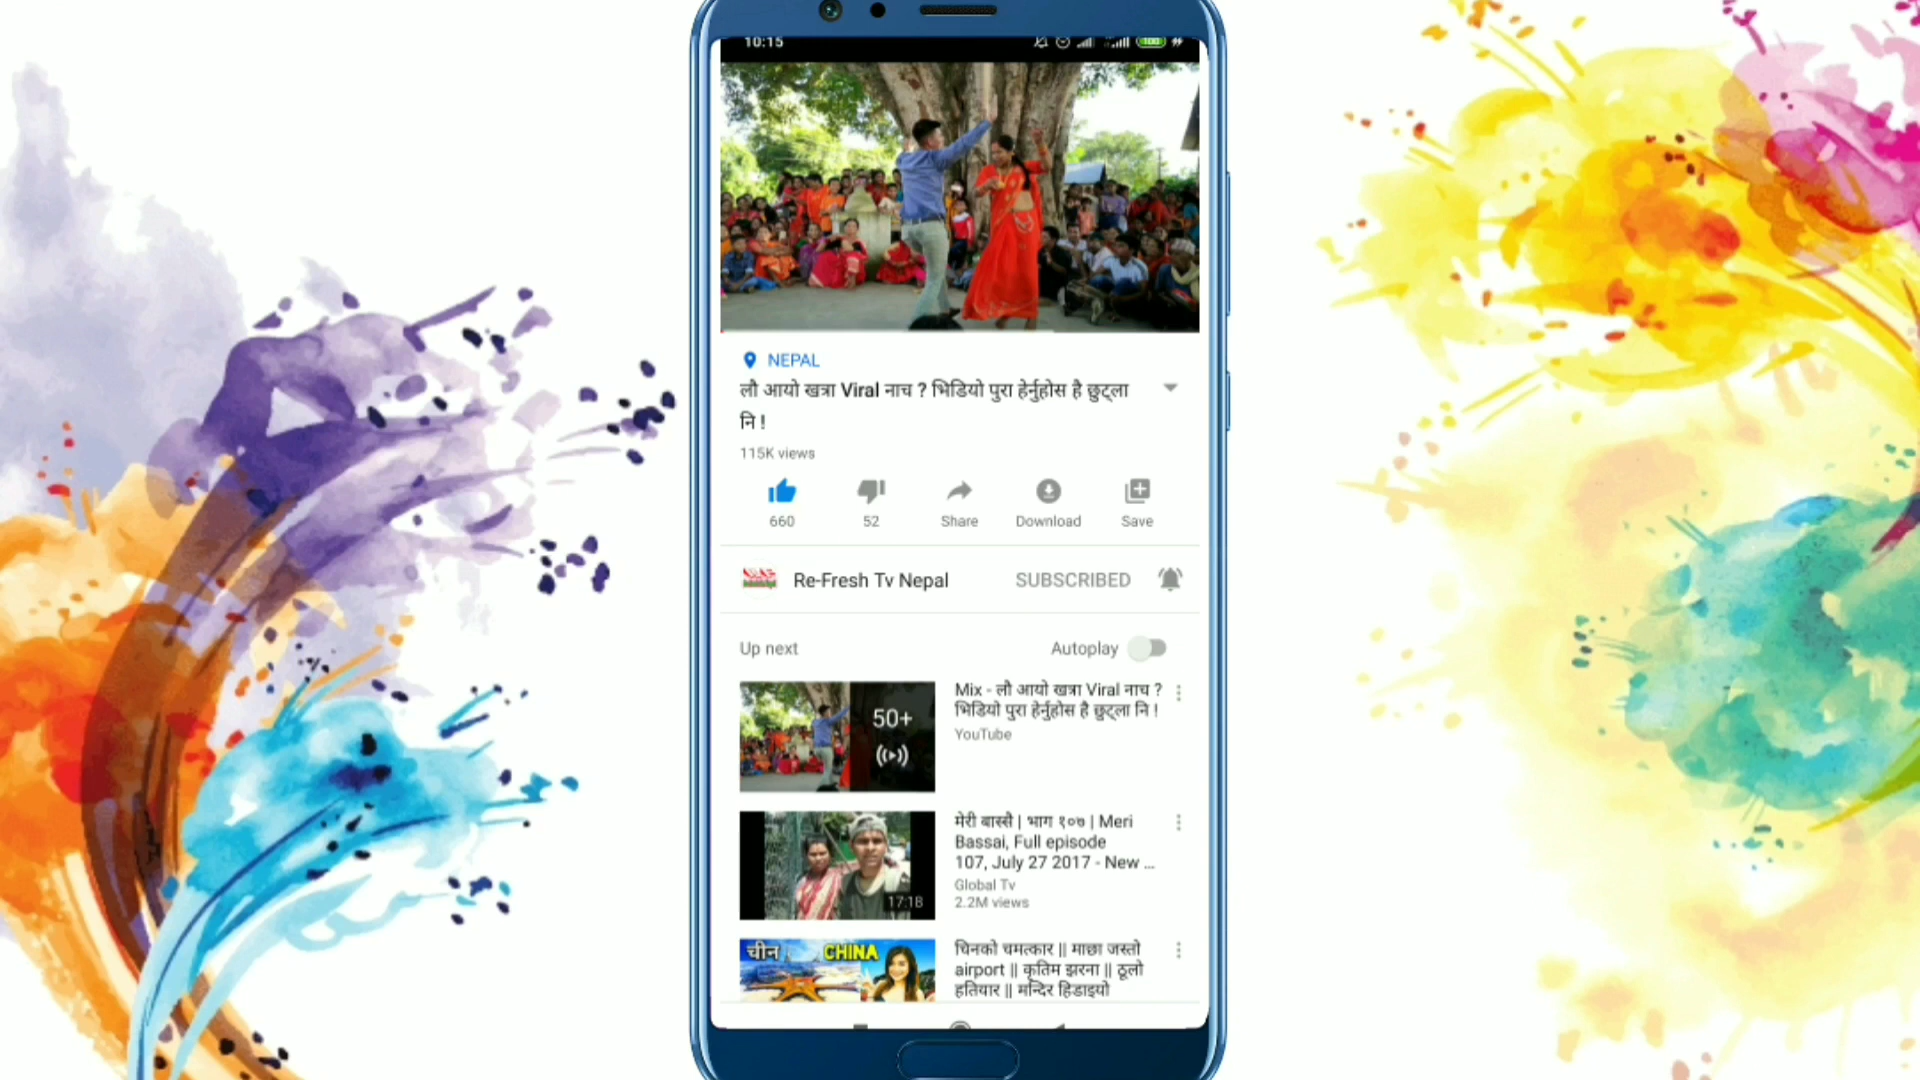 10:15
100
NEPAL
लौ आयो खत्रा Viral नाच ? भिडियो पुरा हेर्नुहोस है छुट्ला
नि !
115K views
660
52
Share
Download
Save
Re-Fresh Tv Nepal
SUBSCRIBED
Up next
Autoplay
50+
Mix - लौ आयो खत्रा Viral नाच ?
भिडियो पुरा हेर्नुहोस है छुट्ला नि !
YouTube
17:18
मेरी बास्सै | भाग १०७ | Meri
Bassai, Full episode
107, July 27 2017 - New ...
Global Tv
2.2M views
चीन
CHINA
चिनको चमत्कार || माछा जस्तो
airport || कृतिम झरना || ठूलो
हतियार || मन्दिर हिडाइयो